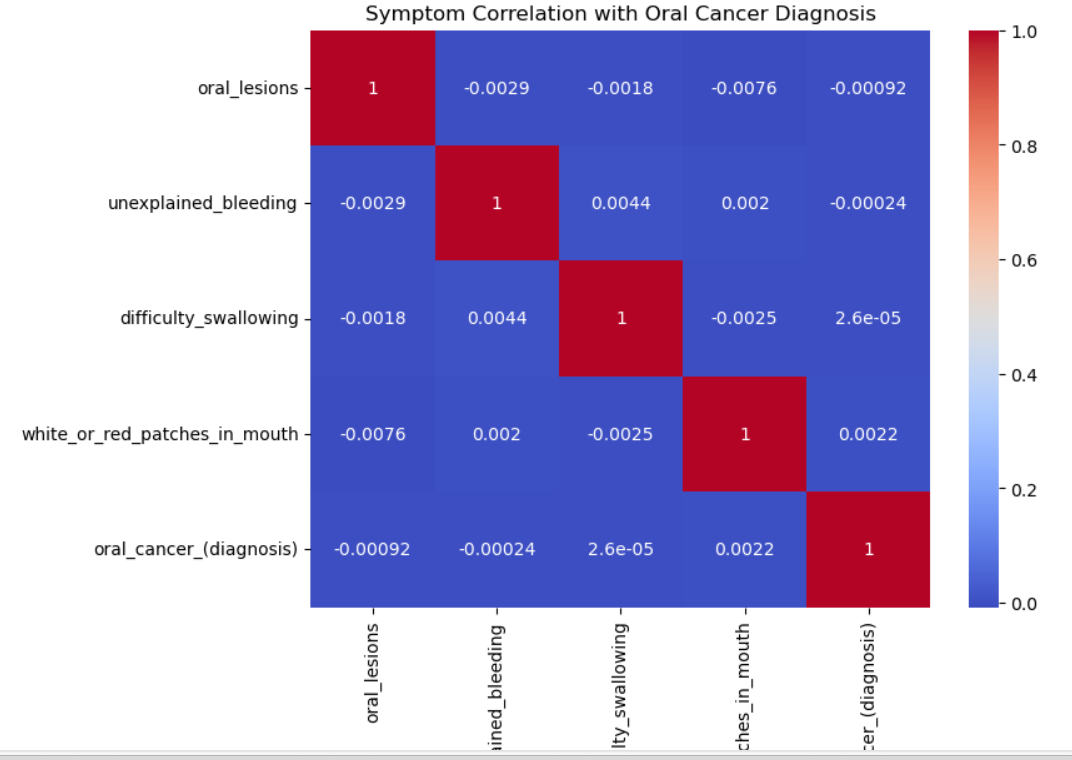 Symptom Correlation with Oral Cancer Diagnosis
oral_lesions 1 -0.0029 -0.0018 -0.0076 -0.00092
unexplained_bleeding -0.0029 1 0.0044 0.002 -0.00024
difficulty_swallowing -0.0018 0.0044 1 -0.0025 2.6e-05
white_or_red_patches_in_mouth -0.0076 0.002 -0.0025 1 0.0022
oral_cancer_(diagnosis) -0.00092 -0.00024 2.6e-05 0.0022 1
oral_lesions
ained_bleeding
lty_swallowing
ches_in_mouth
cer_(diagnosis)
1.0
0.8
0.6
0.4
0.2
0.0